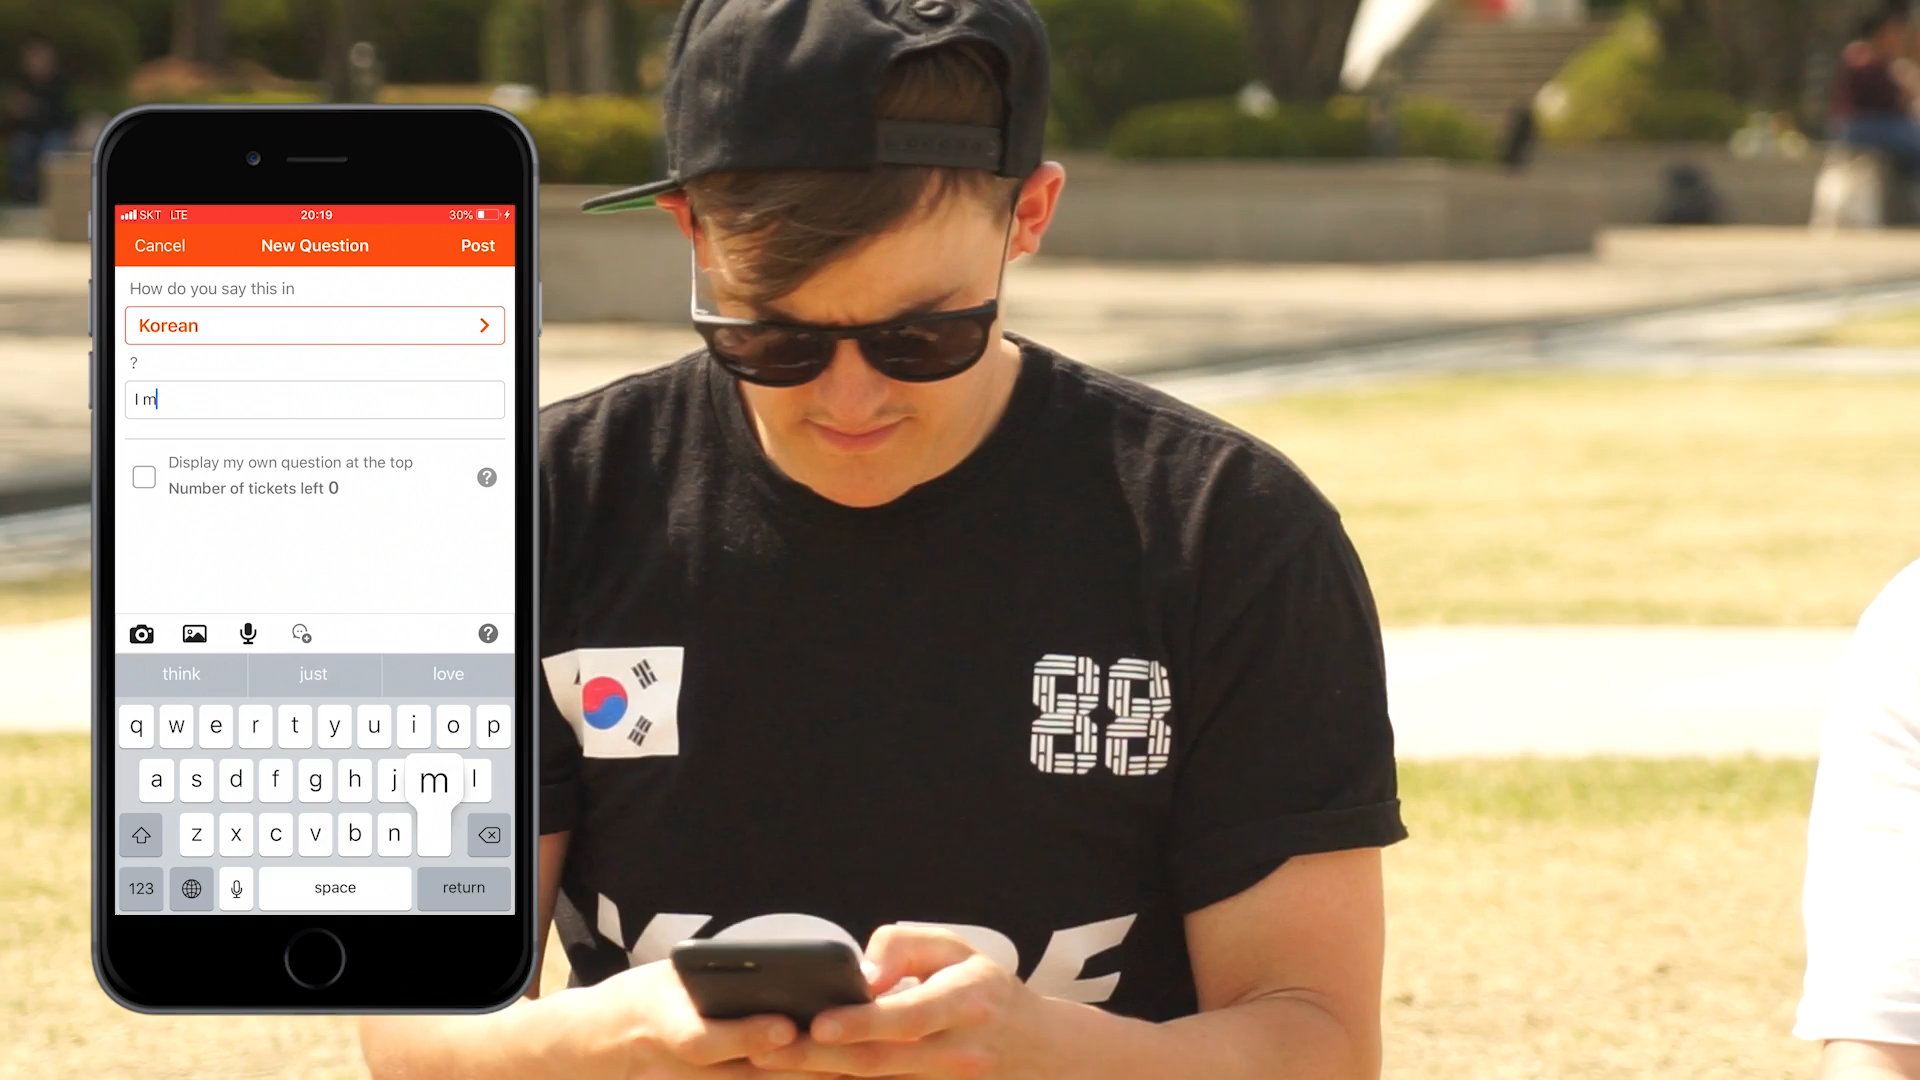 SKT LTE 20:19 30%
Cancel New Question Post
How do you say this in
Korean
?
I m
Display my own question at the top
Number of tickets left 0
?
?
think just love
q w e r t y u i o p
a s d f g h j m l
z x c v b n
123 space return
88